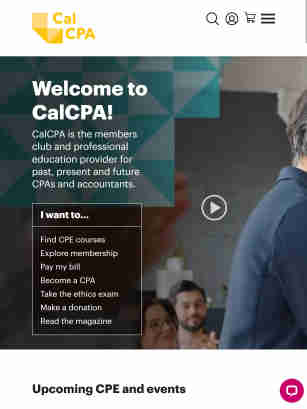 Cal
CPA
Welcome to
CalCPA!
CalCPA is the members
club and professional
education provider for
past, present and future
CPAs and accountants.
I want to...
Find CPE courses
Explore membership
Pay my bill
Become a CPA
Take the ethics exam
Make a donation
Read the magazine
Upcoming CPE and events